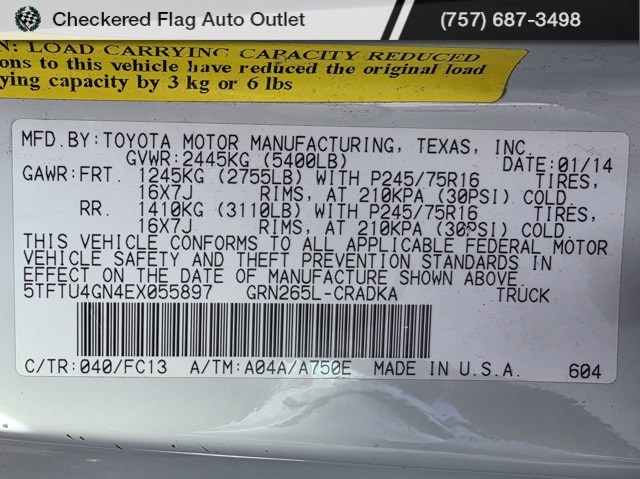 Checkered Flag Auto Outlet (757) 687-3498
N: LOAD CARRYING CAPACITY REDUCED
ons to this vehicle have reduced the original load
ying capacity by 3 kg or 6 lbs
MFD.BY:TOYOTA MOTOR MANUFACTURING, TEXAS, INC.
GVWR:2445KG (5400LB) DATE:01/14
GAWR:FRT. 1245KG (2755LB) WITH P245/75R16 TIRES,
16X7J RIMS, AT 210KPA (30PSI) COLD
RR. 1410KG (3110LB) WITH P245/75R16 TIRES,
16X7J RIMS, AT 210KPA (30PSI) COLD.
THIS VEHICLE CONFORMS TO ALL APPLICABLE FEDERAL MOTOR
VEHICLE SAFETY AND THEFT PREVENTION STANDARDS IN
EFFECT ON THE DATE OF MANUFACTURE SHOWN ABOVE.
5TFTU4GN4EX055897 GRN265L-CRADKA TRUCK
C/TR:040/FC13 A/TM:A04A/A750E MADE IN U.S.A. 604